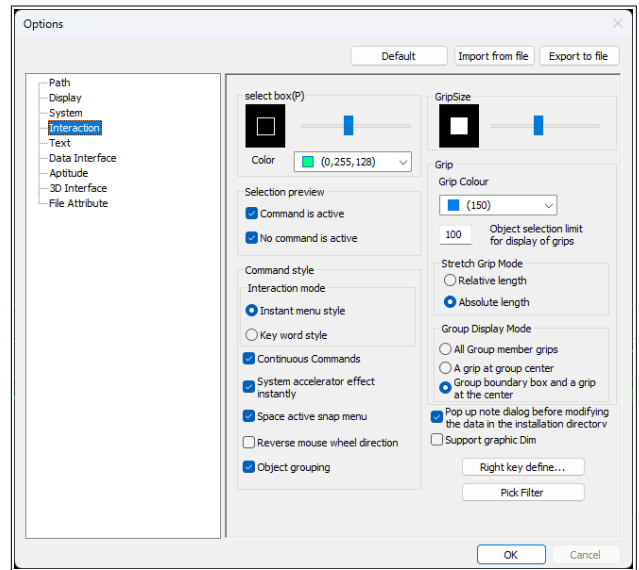 Options
Default
Import from file
Export to file
Path
Display
System
Interaction
Text
Data Interface
Aptitude
3D Interface
File Attribute
select box(P)
Color
(0,255,128)
Selection preview
Command is active
No command is active
Command style
Interaction mode
Instant menu style
Key word style
Continuous Commands
System accelerator effect
instantly
Space active snap menu
Reverse mouse wheel direction
Object grouping
GripSize
Grip
Grip Colour
(150)
100
Object selection limit
for display of grips
Stretch Grip Mode
Relative length
Absolute length
Group Display Mode
All Group member grips
A grip at group center
Group boundary box and a grip
at the center
Pop up note dialog before modifying
the data in the installation directory
Support graphic Dim
Right key define...
Pick Filter
OK
Cancel